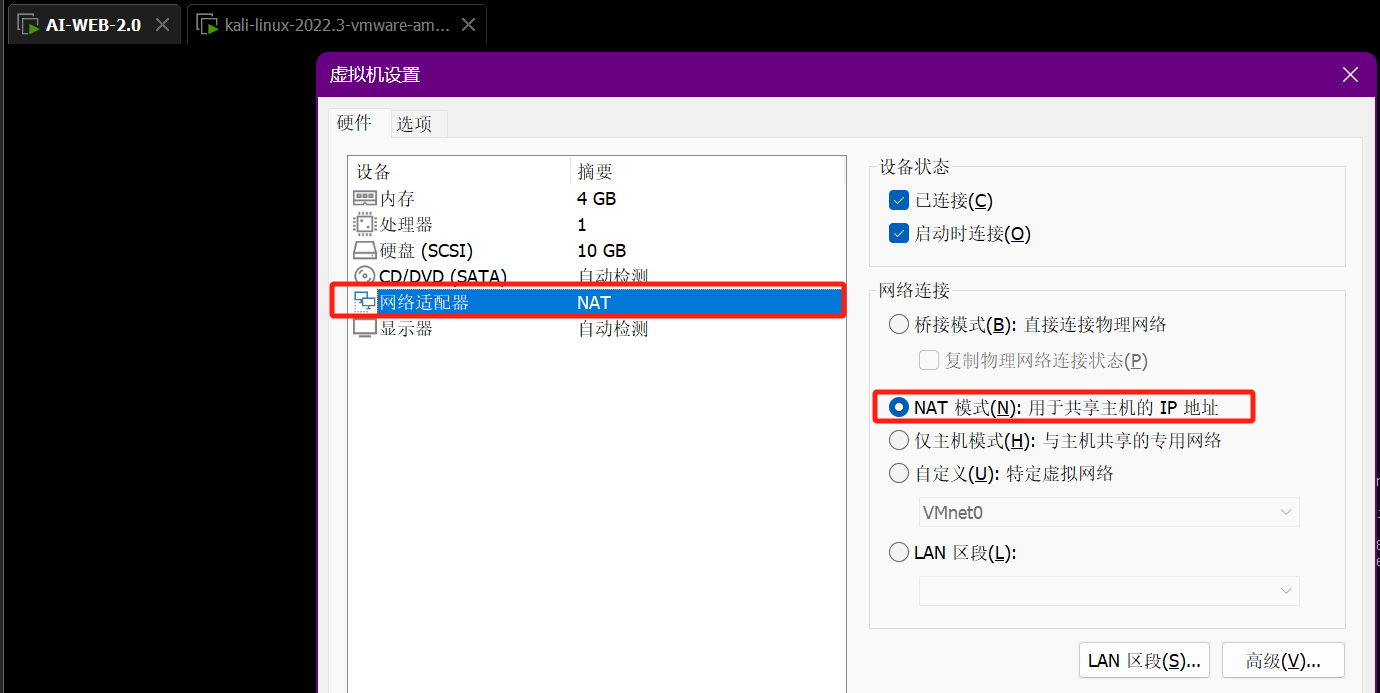 AI-WEB-2.0
kali-linux-2022.3-vmware-am...
虚拟机设置
硬件
选项
设备
摘要
内存
4 GB
处理器
1
硬盘 (SCSI)
10 GB
CD/DVD (SATA)
自动检测
网络适配器
NAT
显示器
自动检测
设备状态
已连接(C)
启动时连接(O)
网络连接
桥接模式(B): 直接连接物理网络
复制物理网络连接状态(P)
NAT 模式(N): 用于共享主机的 IP 地址
仅主机模式(H): 与主机共享的专用网络
自定义(U): 特定虚拟网络
VMnet0
LAN 区段(L):
LAN 区段(S)...
高级(V)...